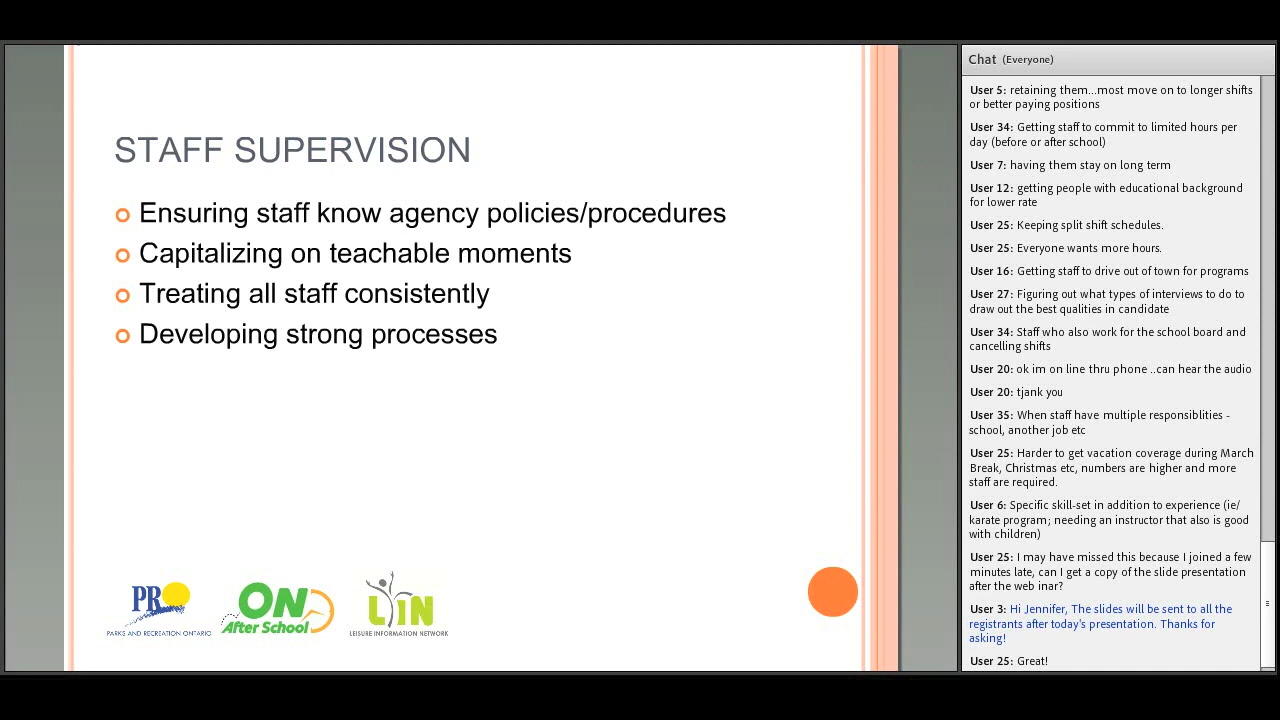 STAFF SUPERVISION
Ensuring staff know agency policies/procedures
Capitalizing on teachable moments
Treating all staff consistently
Developing strong processes
PRO
PARKS AND RECREATION ONTARIO
ON
After School
LIN
LEISURE INFORMATION NETWORK
Chat (Everyone)
User 5: retaining them...most move on to longer shifts
or better paying positions
User 34: Getting staff to commit to limited hours per
day (before or after school)
User 7: having them stay on long term
User 12: getting people with educational background
for lower rate
User 25: Keeping split shift schedules.
User 25: Everyone wants more hours.
User 16: Getting staff to drive out of town for programs
User 27: Figuring out what types of interviews to do to
draw out the best qualities in candidate
User 34: Staff who also work for the school board and
cancelling shifts
User 20: ok im on line thru phone ..can hear the audio
User 20: tjank you
User 35: When staff have multiple responsiblities -
school, another job etc
User 25: Harder to get vacation coverage during March
Break, Christmas etc, numbers are higher and more
staff are required.
User 6: Specific skill-set in addition to experience (ie/
karate program; needing an instructor that also is good
with children)
User 25: I may have missed this because I joined a few
minutes late, can I get a copy of the slide presentation
after the web inar?
User 3: Hi Jennifer, The slides will be sent to all the
registrants after today's presentation. Thanks for
asking!
User 25: Great!